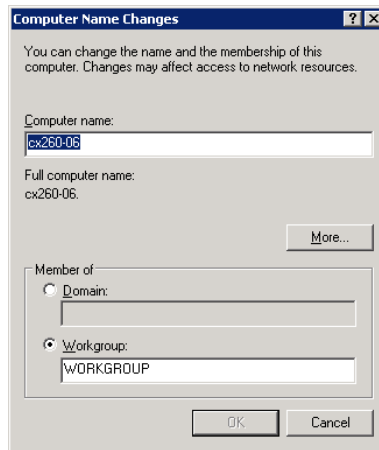 Computer Name Changes
You can change the name and the membership of this
computer. Changes may affect access to network resources.
Computer name:
cx260-06
Full computer name:
cx260-06.
More...
Member of
Domain:
Workgroup:
WORKGROUP
OK Cancel